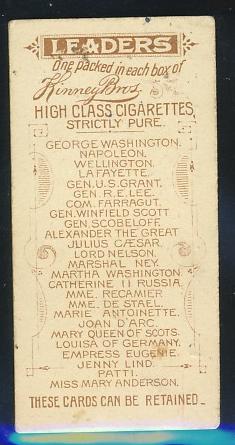 LEADERS
One packed in each box of
Kinney Bros.
HIGH CLASS CIGARETTES,
STRICTLY PURE.
GEORGE WASHINGTON.
NAPOLEON.
WELLINGTON.
LAFAYETTE.
GEN. U.S. GRANT.
GEN. R.E. LEE.
COM. FARRAGUT.
GEN. WINFIELD SCOTT
GEN. SCOBELOFF.
ALEXANDER THE GREAT
JULIUS CÆSAR.
LORD NELSON.
MARSHAL NEY.
MARTHA WASHINGTON.
CATHERINE II RUSSIA.
MME. RECAMIER
MME. DE STAEL.
MARIE ANTOINETTE.
JOAN D'ARC.
MARY QUEEN OF SCOTS.
LOUISA OF GERMANY.
EMPRESS EUGENIE.
JENNY LIND.
PATTI.
MISS MARY ANDERSON.
THESE CARDS CAN BE RETAINED.